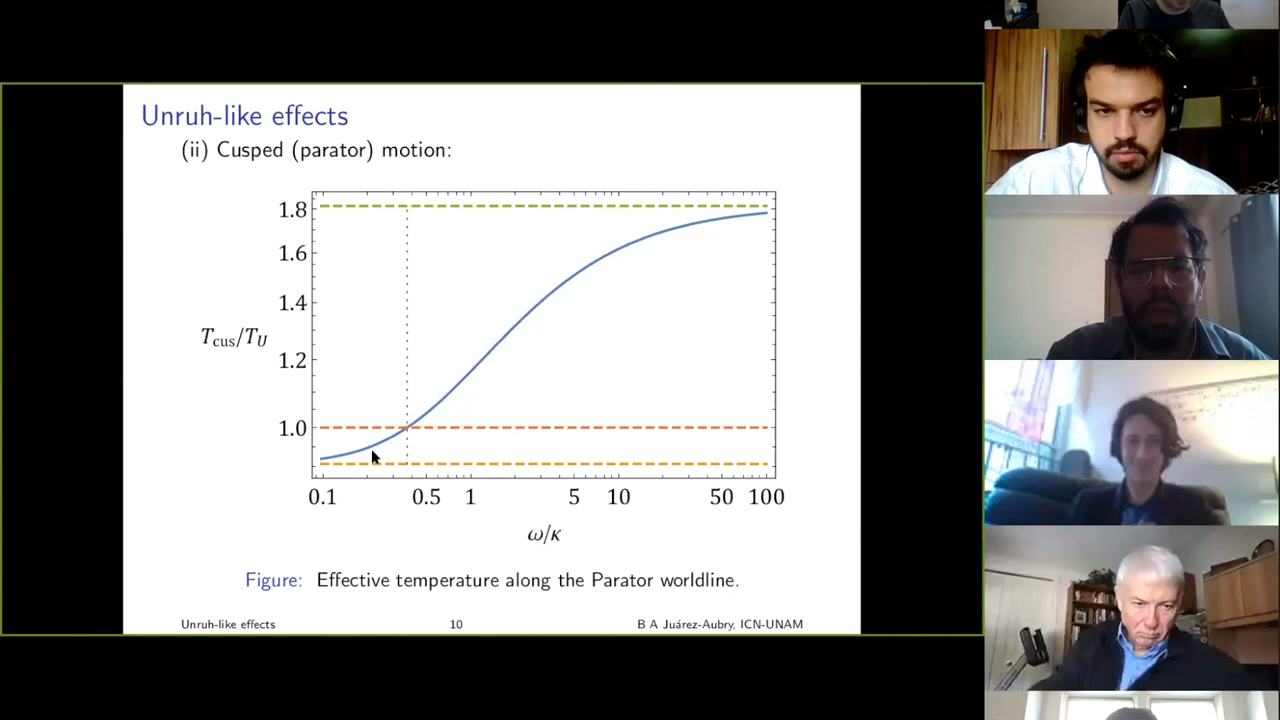 Unruh-like effects
(ii) Cusped (parator) motion:
1.8
1.6
1.4
T_cus/T_U
1.2
1.0
0.1 0.5 1 5 10 50 100
ω/κ
Figure: Effective temperature along the Parator worldline.
Unruh-like effects 10 B A Juárez-Aubry, ICN-UNAM